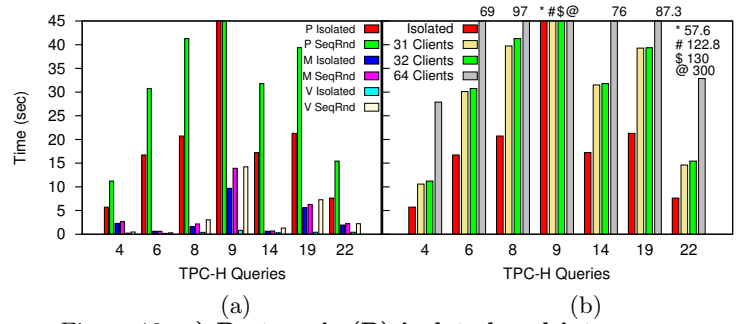 69 97 * # $ @ 76 87.3
45
40
35
30
25
20
15
10
5
0
Time (sec)
P Isolated
P SeqRnd
M Isolated
M SeqRnd
V Isolated
V SeqRnd
4 6 8 9 14 19 22
TPC-H Queries
(a)
Isolated
31 Clients
32 Clients
64 Clients
* 57.6
# 122.8
$ 130
@ 300
4 6 8 9 14 19 22
TPC-H Queries
(b)